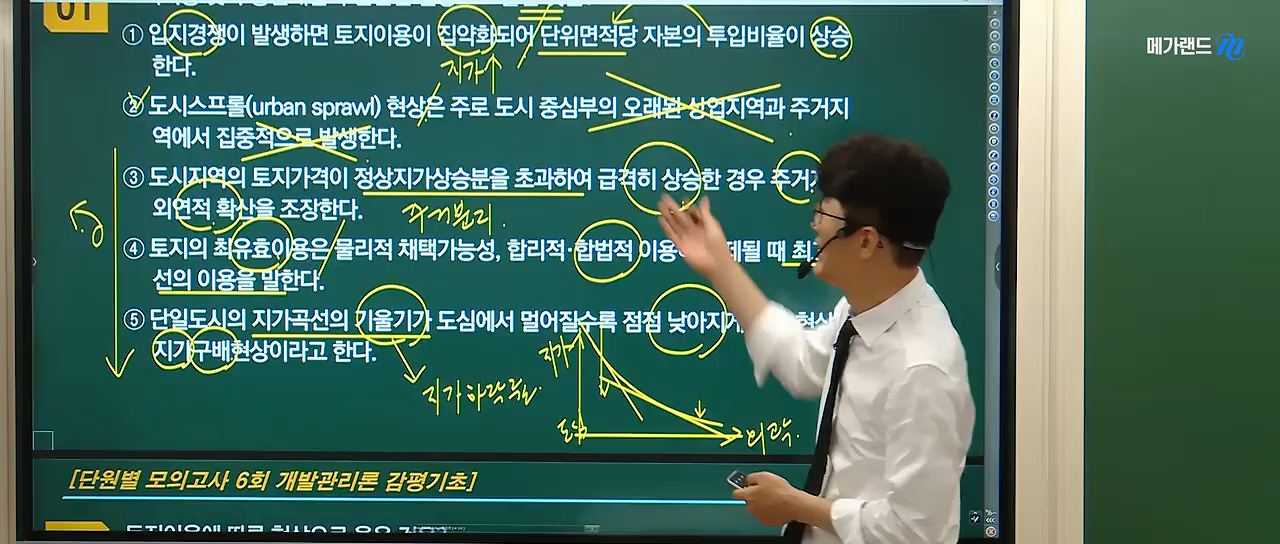 01
① 입지경쟁이 발생하면 토지이용이 집약화되어 단위면적당 자본의 투입비율이 상승
한다.
지가↑
② 도시스프롤(urban sprawl) 현상은 주로 도시 중심부의 오래된 상업지역과 주거지
역에서 집중적으로 발생한다.
③ 도시지역의 토지가격이 정상지가상승분을 초과하여 급격히 상승한 경우 주거지
외연적 확산을 조장한다.
직주분리
④ 토지의 최유효이용은 물리적 채택가능성, 합리적·합법적 이용이 때 최
선의 이용을 말한다.
⑤ 단일도시의 지가곡선의 기울기가 도심에서 멀어질수록 점점 낮아지 현상
지가구배현상이라고 한다.
지가
지가하락
도심
외곽
[단원별 모의고사 6회 개발관리론 감평기초]
메가랜드